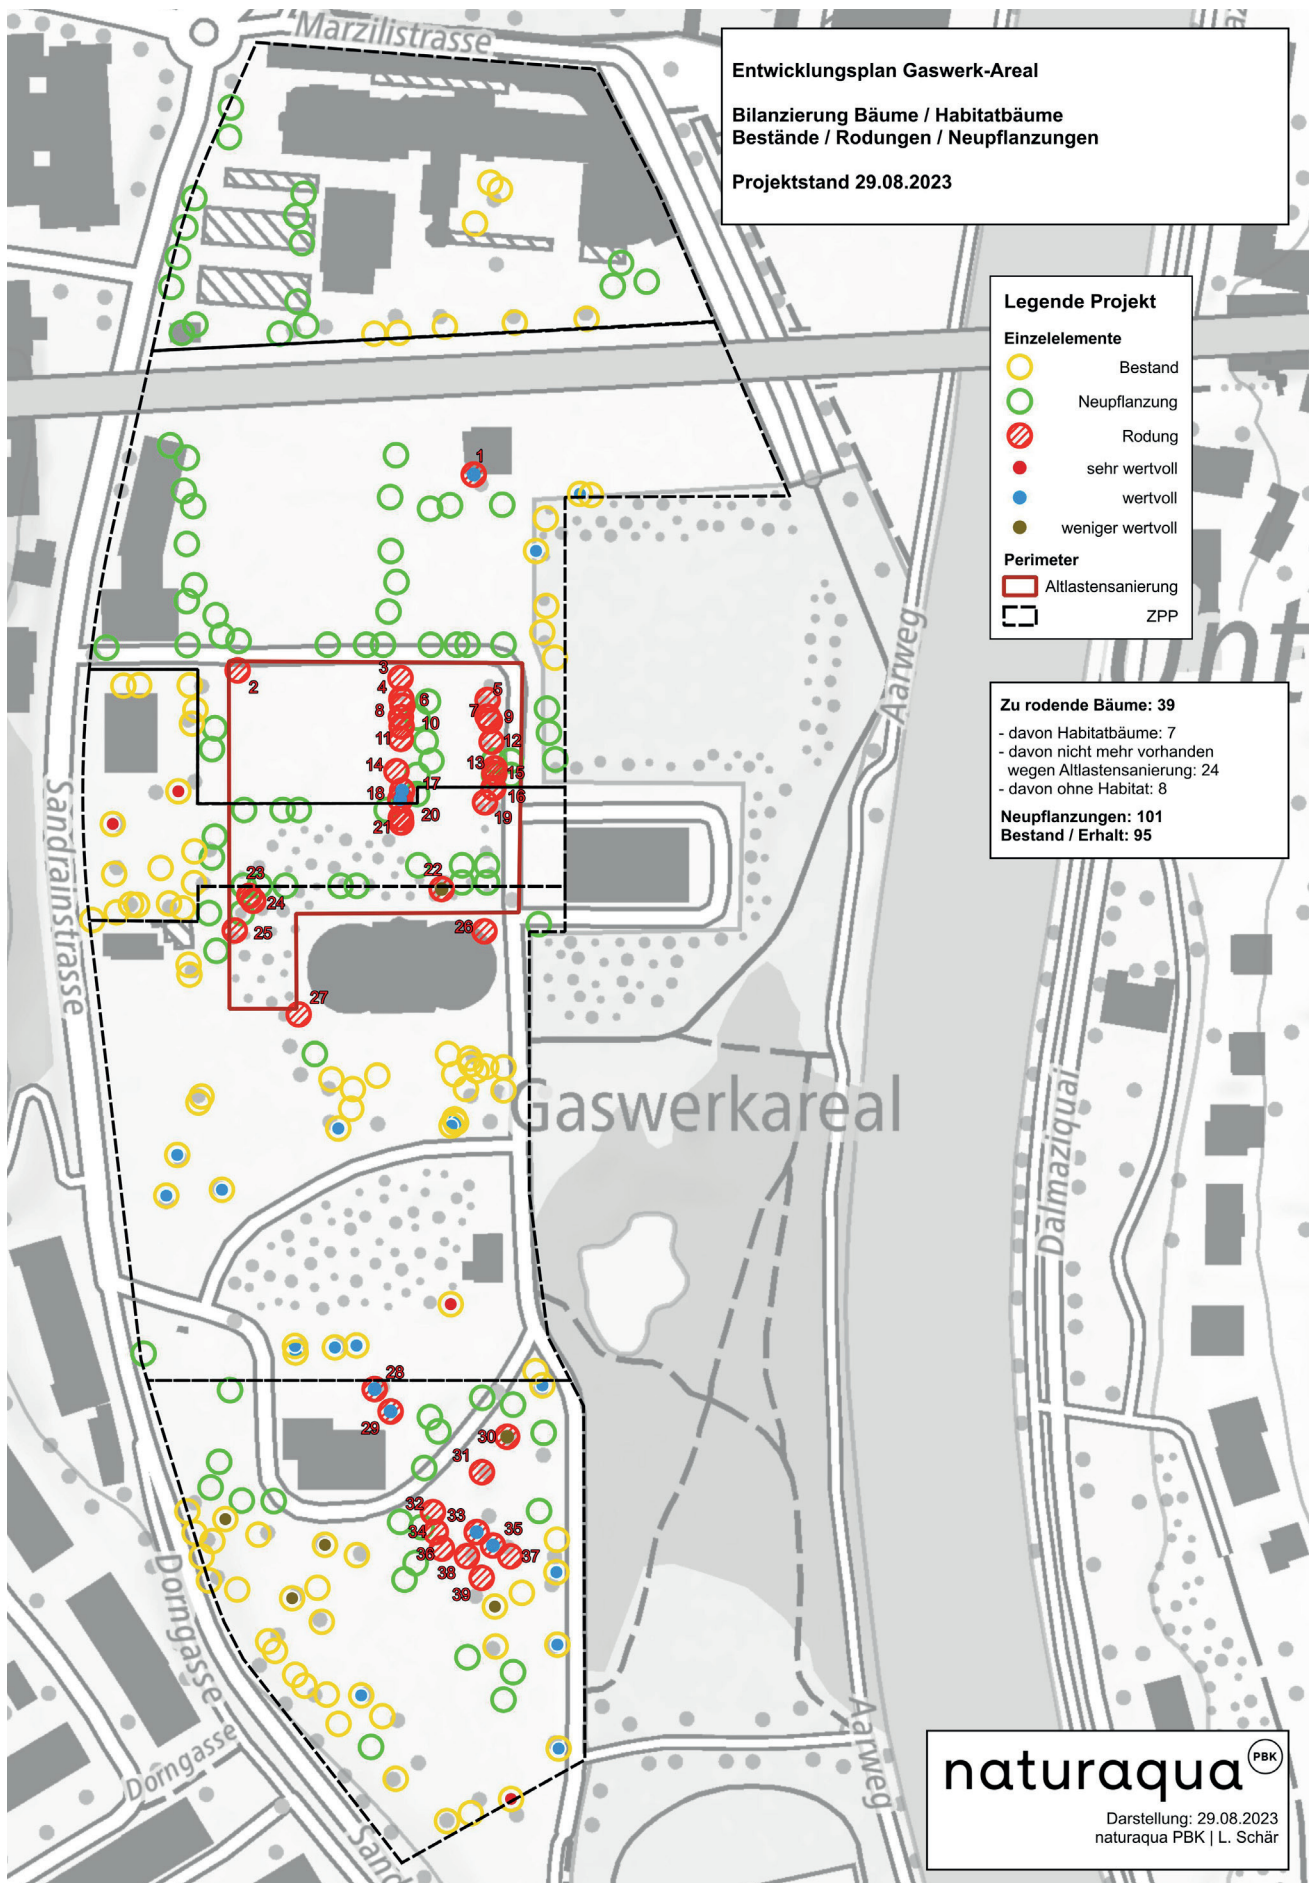 Marzilistrasse
Entwicklungsplan Gaswerk-Areal
Bilanzierung Bäume / Habitatbäume
Bestände / Rodungen / Neupflanzungen
Projektstand 29.08.2023
Legende Projekt
Einzelelemente
Bestand
Neupflanzung
Rodung
sehr wertvoll
wertvoll
weniger wertvoll
Perimeter
Altlastensanierung
ZPP
Zu rodende Bäume: 39
- davon Habitatbäume: 7
- davon nicht mehr vorhanden
wegen Altlastensanierung: 24
- davon ohne Habitat: 8
Neupflanzungen: 101
Bestand / Erhalt: 95
1
2
3
4
5
6
7
8
9
10
11
12
13
14
15
16
17
18
19
20
21
22
23
24
25
26
27
28
29
30
31
32
33
34
35
36
37
38
39
Sandrainstrasse
Aarweg
Gaswerkareal
Dalmaziquai
Dorngasse
Dorngasse
Aarweg
Sand
naturaqua PBK
Darstellung: 29.08.2023
naturaqua PBK | L. Schär